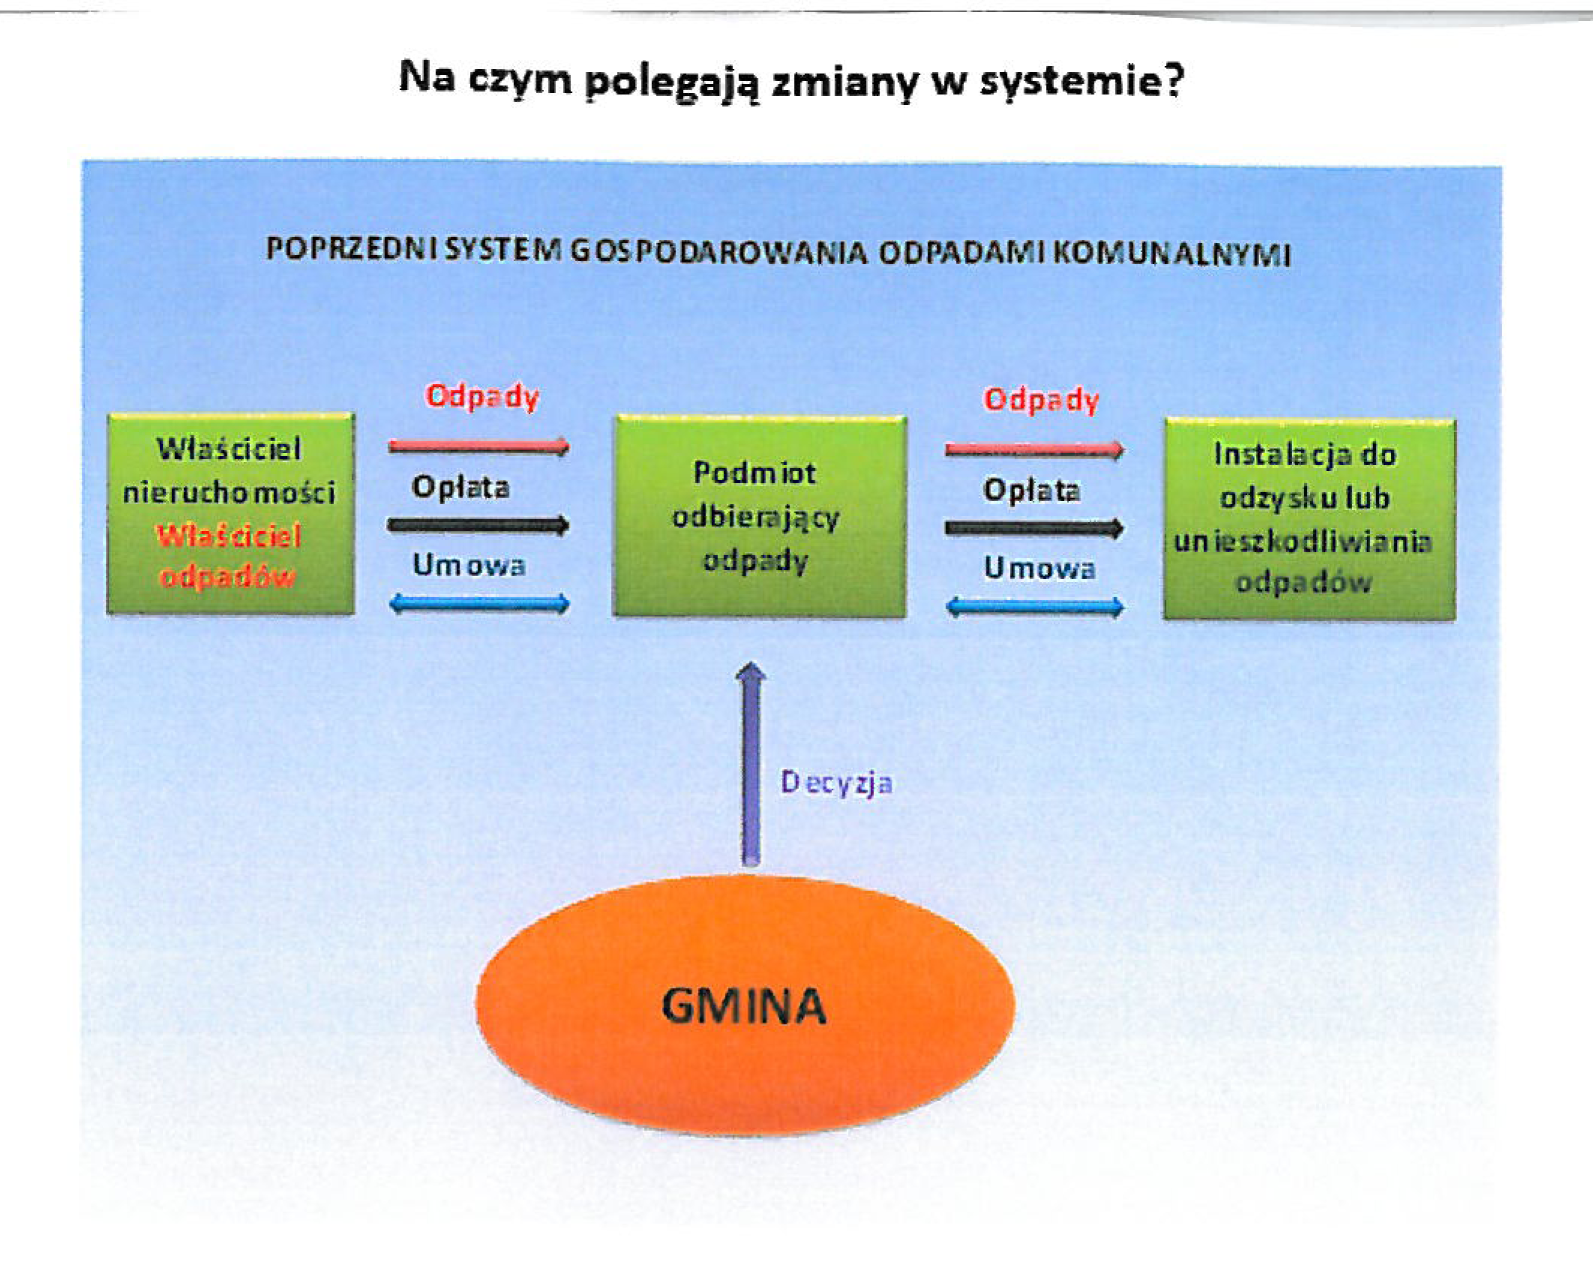 Na czym polegają zmiany w systemie?
POPRZEDNI SYSTEM GOSPODAROWANIA ODPADAMI KOMUNALNYMI
Właściciel
nieruchomości
Właściciel
odpadów
Odpady
Opłata
Umowa
Podmiot
odbierający
odpady
Odpady
Opłata
Umowa
Instalacja do
odzysku lub
unieszkodliwiania
odpadów
Decyzja
GMINA